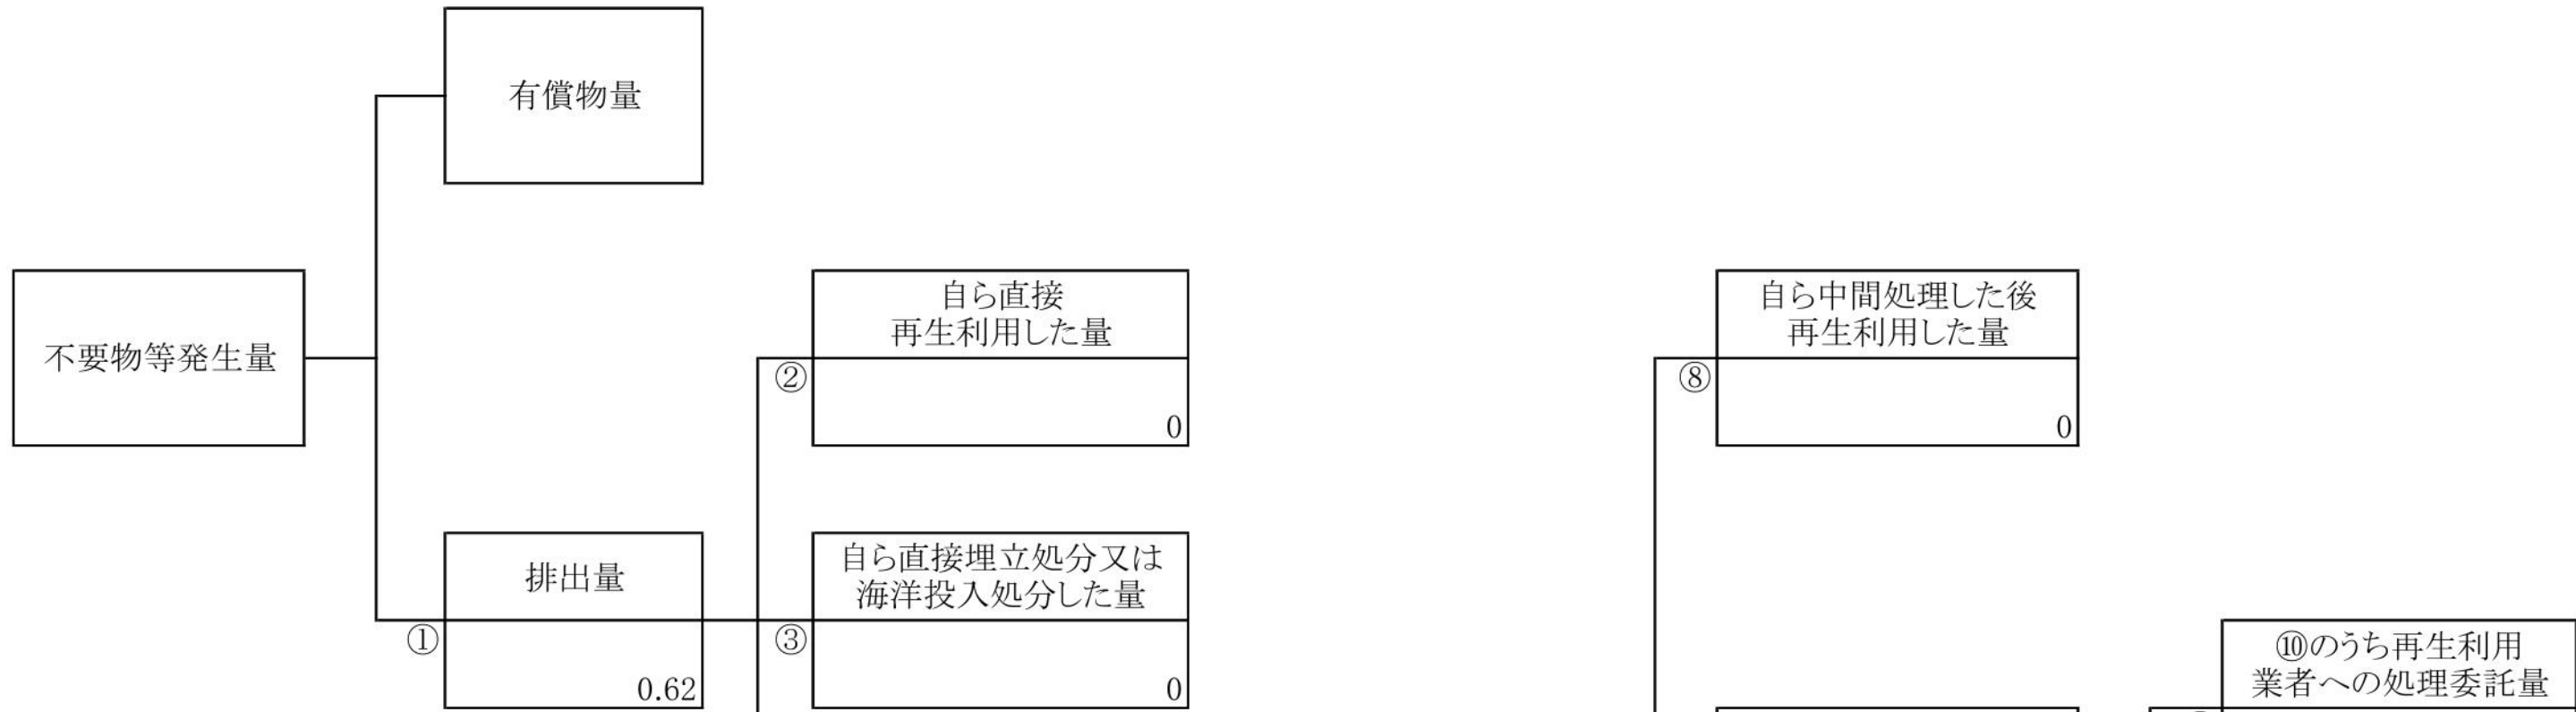 有償物量
不要物等発生量
自ら直接
再生利用した量
②
0
自ら中間処理した後
再生利用した量
⑧
0
排出量
①
0.62
自ら直接埋立処分又は
海洋投入処分した量
③
0
⑩のうち再生利用
業者への処理委託量